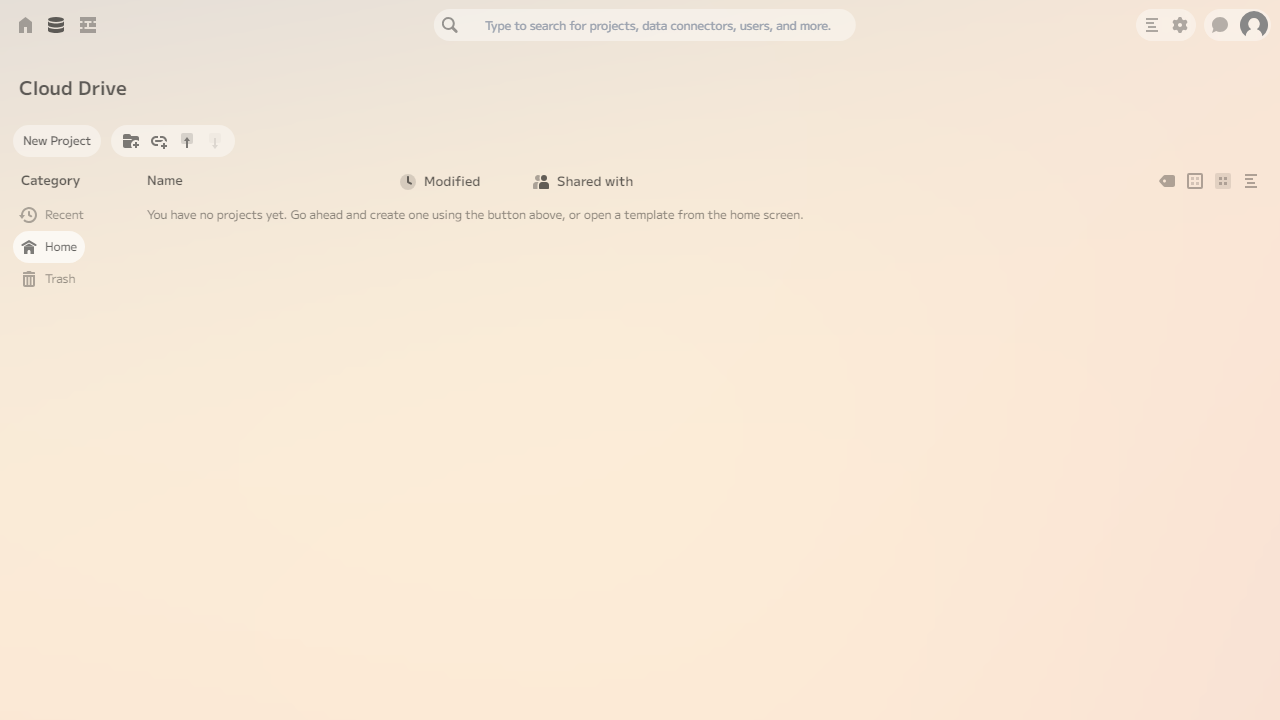 Type to search for projects, data connectors, users, and more.
Cloud Drive
New Project
Category
Name
Modified
Shared with
Recent
You have no projects yet. Go ahead and create one using the button above, or open a template from the home screen.
Home
Trash